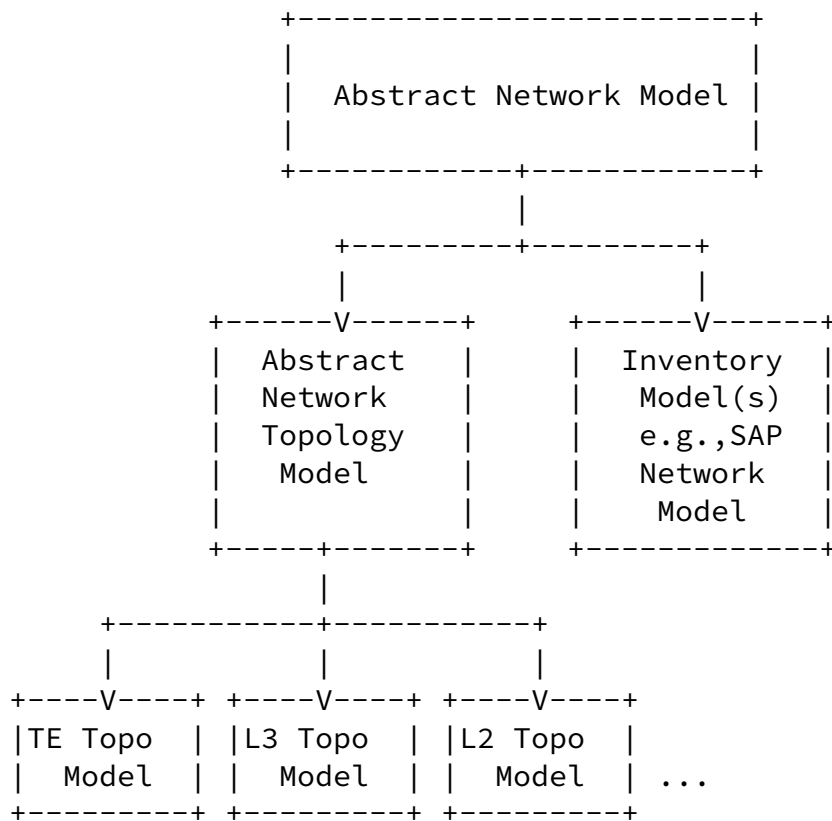 Abstract Network Model
Abstract Inventory
Network Model(s)
Topology e.g.,SAP
Model Network
Model
TE Topo L3 Topo L2 Topo
Model Model Model ...